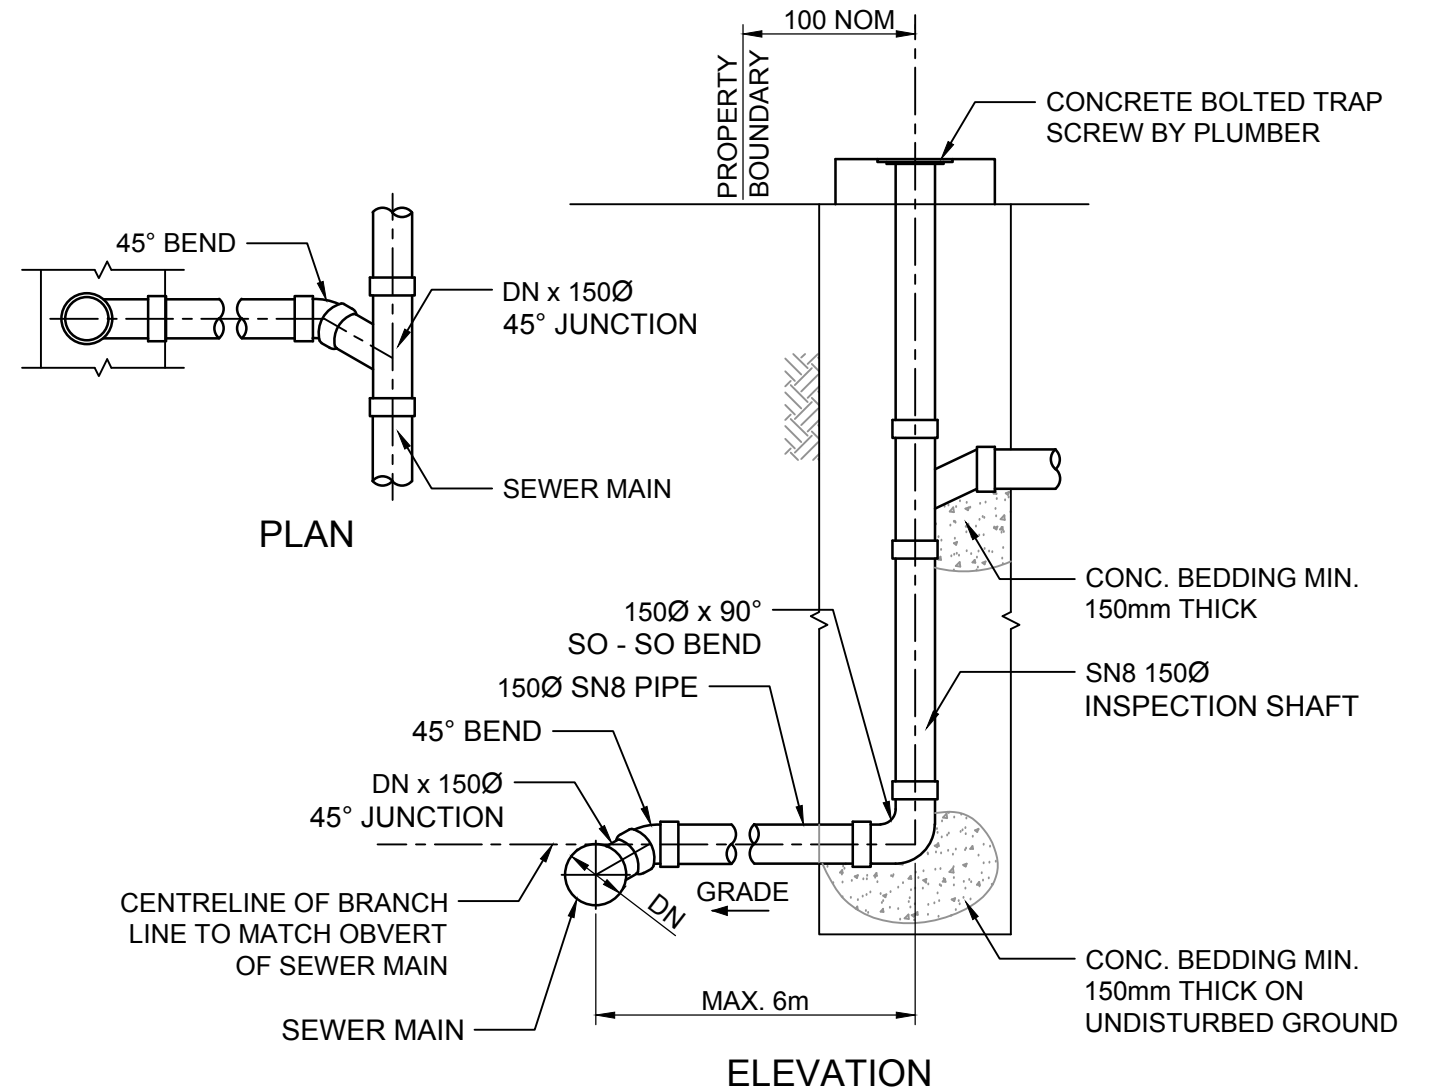 100 NOM
PROPERTY
BOUNDARY
CONCRETE BOLTED TRAP
SCREW BY PLUMBER
45° BEND
DN x 150Ø
45° JUNCTION
SEWER MAIN
PLAN
CONC. BEDDING MIN.
150mm THICK
150Ø x 90°
SO - SO BEND
150Ø SN8 PIPE
SN8 150Ø
INSPECTION SHAFT
45° BEND
DN x 150Ø
45° JUNCTION
CENTRELINE OF BRANCH
LINE TO MATCH OBVERT
OF SEWER MAIN
DN
GRADE
CONC. BEDDING MIN.
150mm THICK ON
UNDISTURBED GROUND
MAX. 6m
SEWER MAIN
ELEVATION